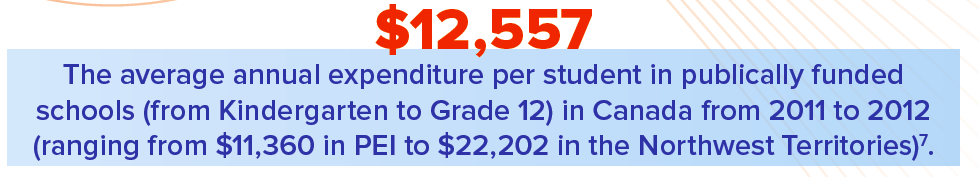 $12,557
The average annual expenditure per student in publically funded
schools (from Kindergarten to Grade 12) in Canada from 2011 to 2012
(ranging from $11,360 in PEI to $22,202 in the Northwest Territories)⁷.